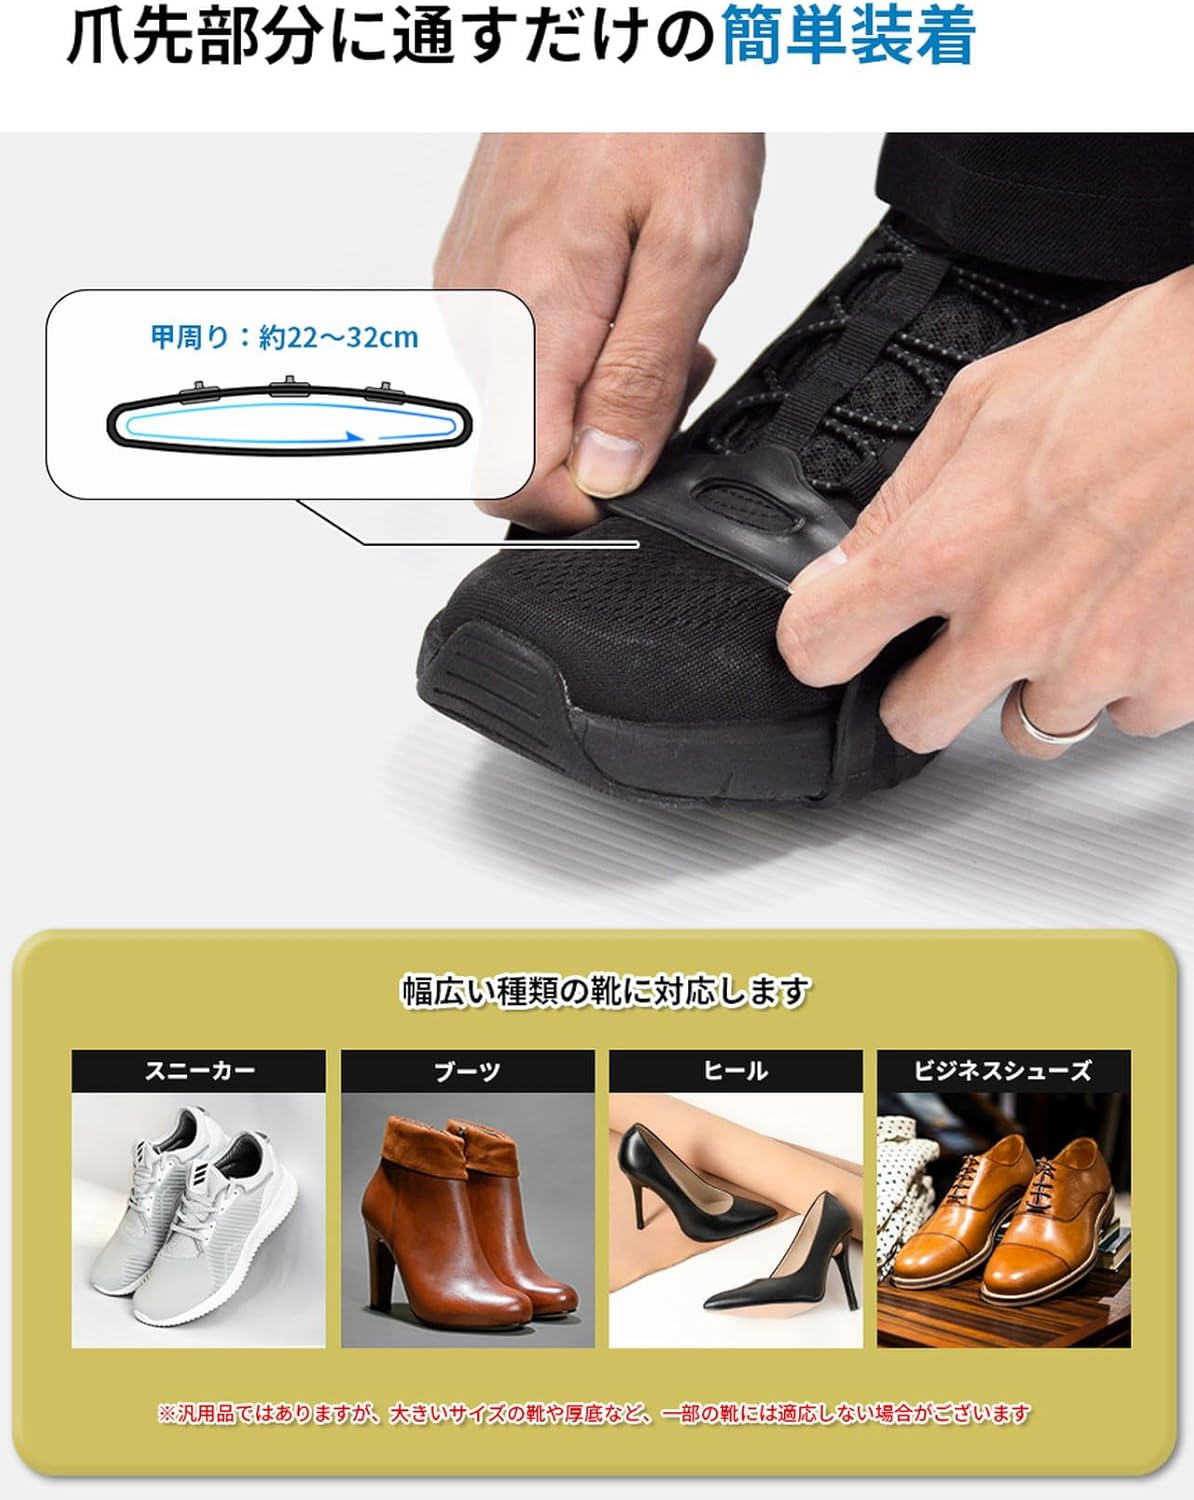 爪先部分に通すだけの簡単装着
甲周り：約22～32cm
幅広い種類の靴に対応します
スニーカー
ブーツ
ヒール
ビジネスシューズ
※汎用品ではありますが、大きいサイズの靴や厚底など、一部の靴には適応しない場合がございます